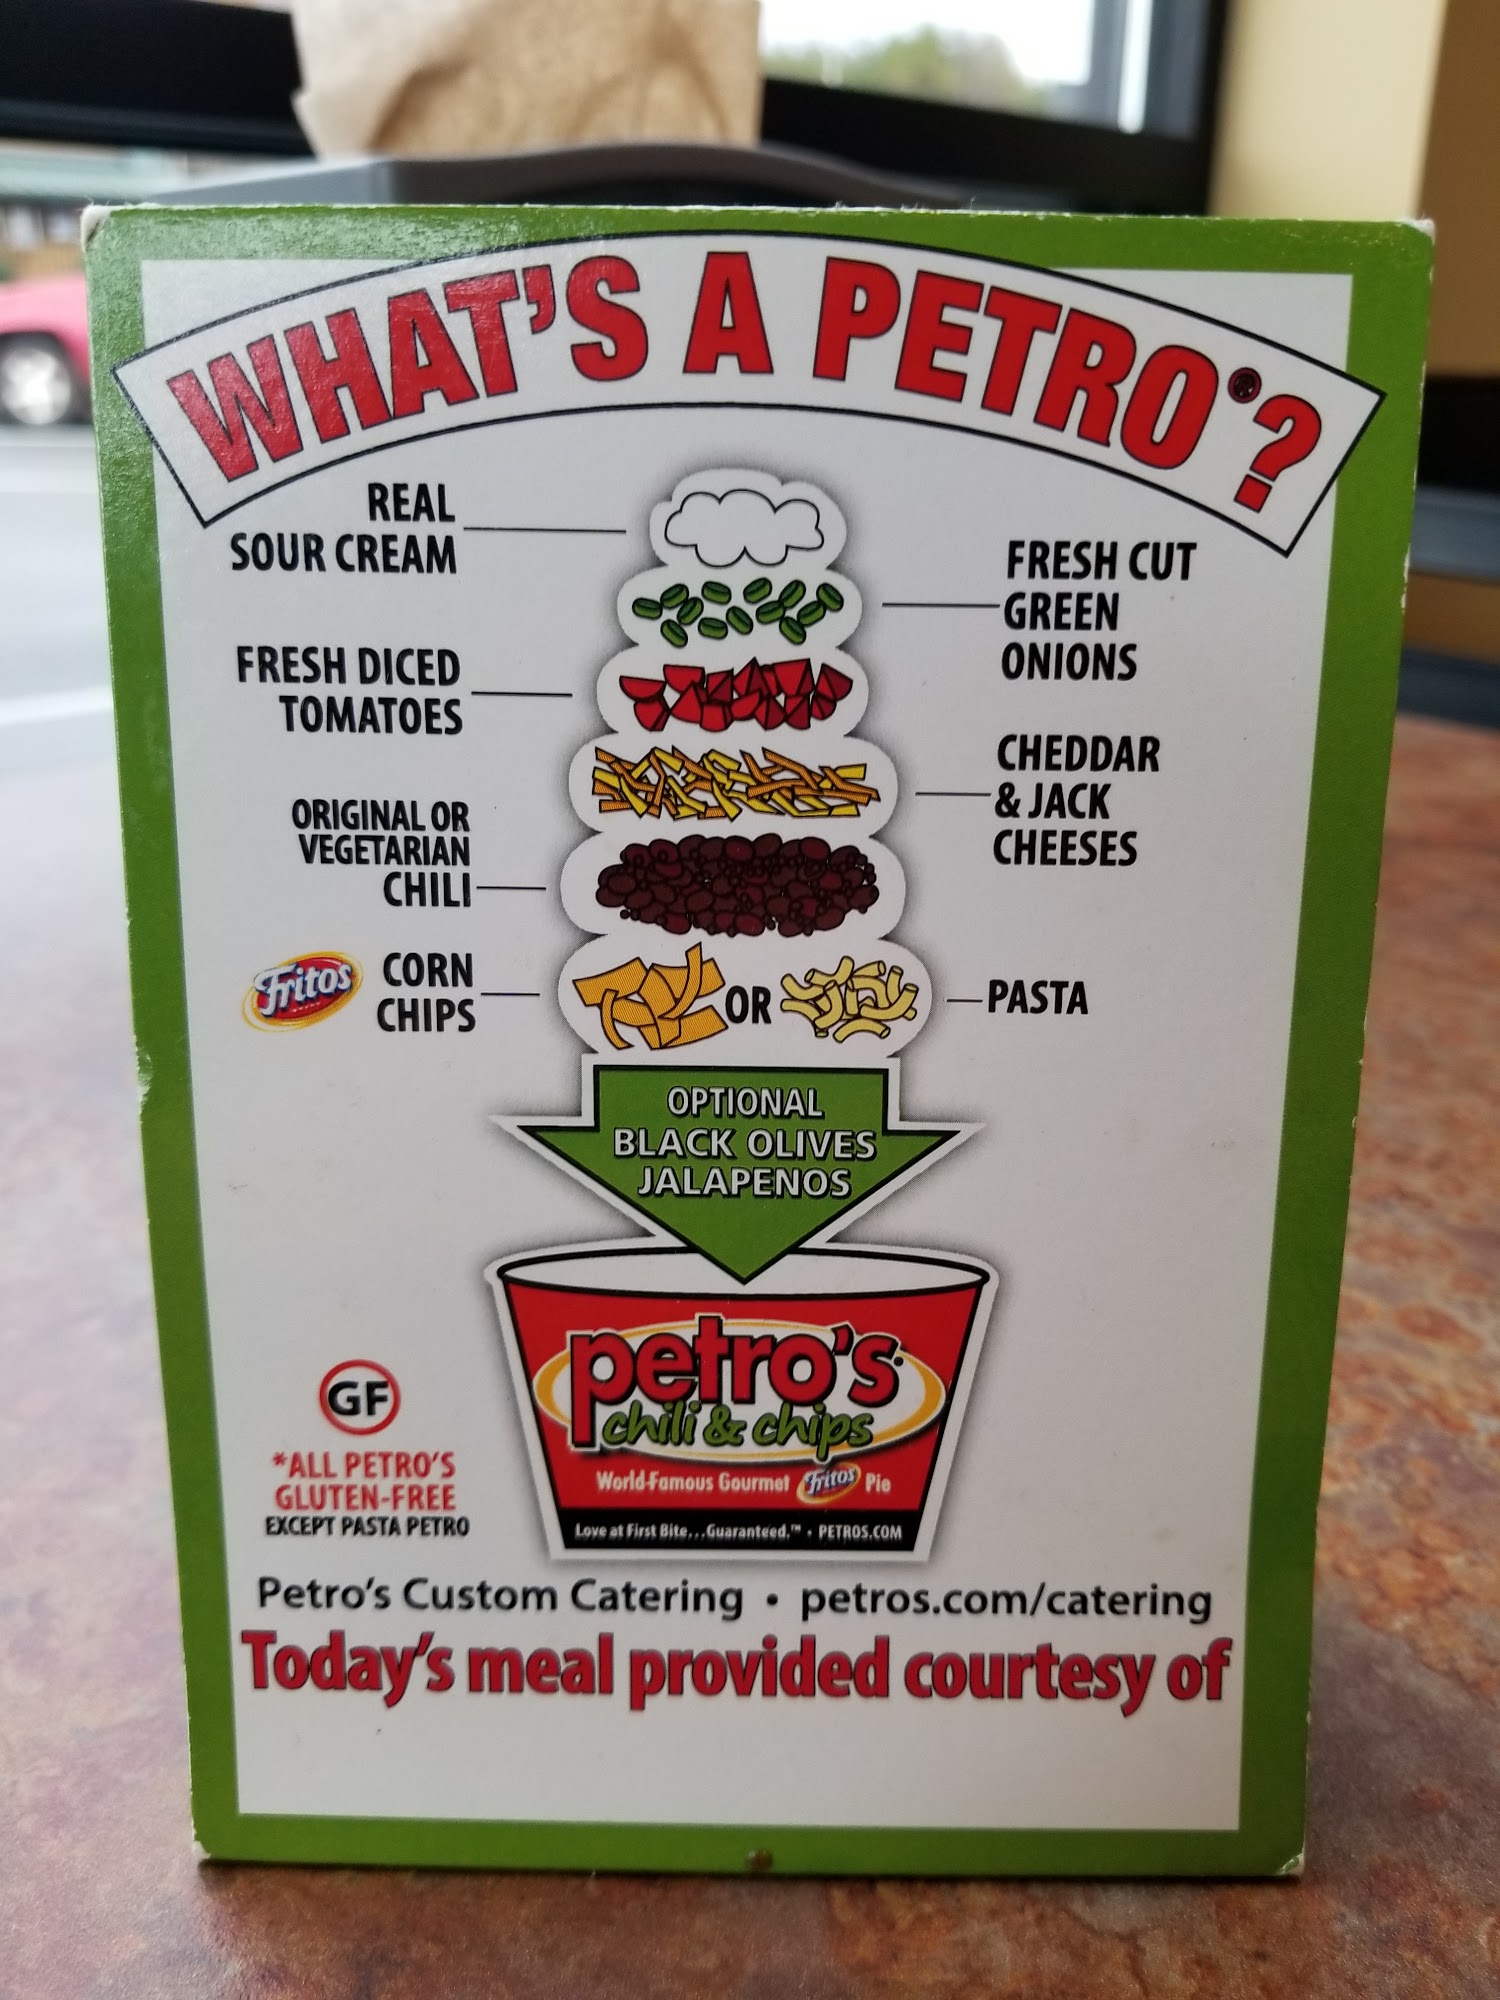 WHAT'S A PETRO®?
REAL
SOUR CREAM
FRESH CUT
GREEN
ONIONS
FRESH DICED
TOMATOES
CHEDDAR
& JACK
CHEESES
ORIGINAL OR
VEGETARIAN
CHILI
Fritos
CORN
CHIPS
OR
PASTA
OPTIONAL
BLACK OLIVES
JALAPENOS
petro's
chili & chips
World-Famous Gourmet Fritos Pie
Love at First Bite...Guaranteed.™ • PETROS.COM
GF
*ALL PETRO'S
GLUTEN-FREE
EXCEPT PASTA PETRO
Petro's Custom Catering • petros.com/catering
Today's meal provided courtesy of